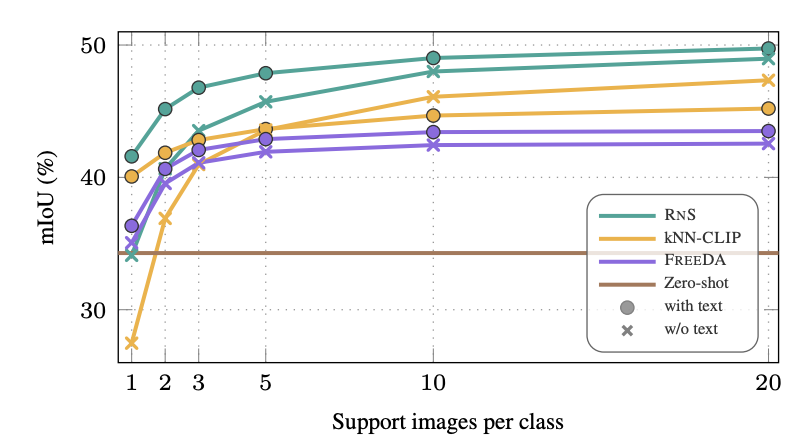 50
40
30
mIoU (%)
RNS
kNN-CLIP
FREEDA
Zero-shot
with text
w/o text
1 2 3 5 10 20
Support images per class